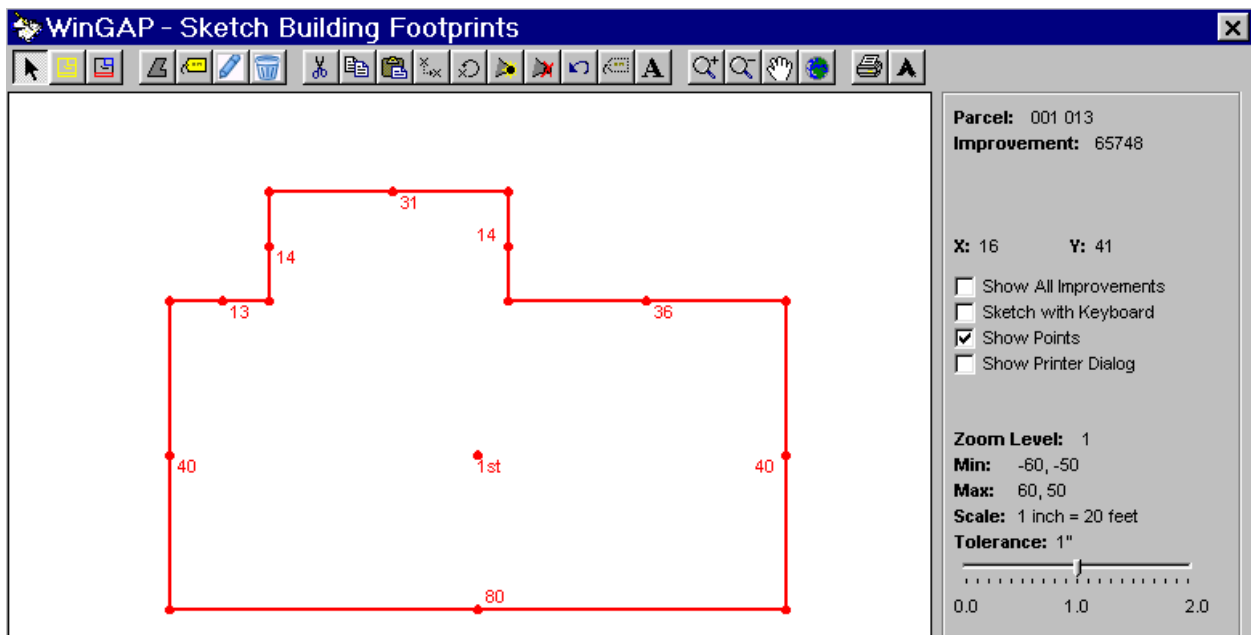 WinGAP - Sketch Building Footprints
A
Parcel: 001 013
Improvement: 65748
31
14
14
13
36
X: 16 Y: 41
Show All Improvements
Sketch with Keyboard
Show Points
Show Printer Dialog
40
1st
40
80
Zoom Level: 1
Min: -60, -50
Max: 60, 50
Scale: 1 inch = 20 feet
Tolerance: 1"
0.0 1.0 2.0